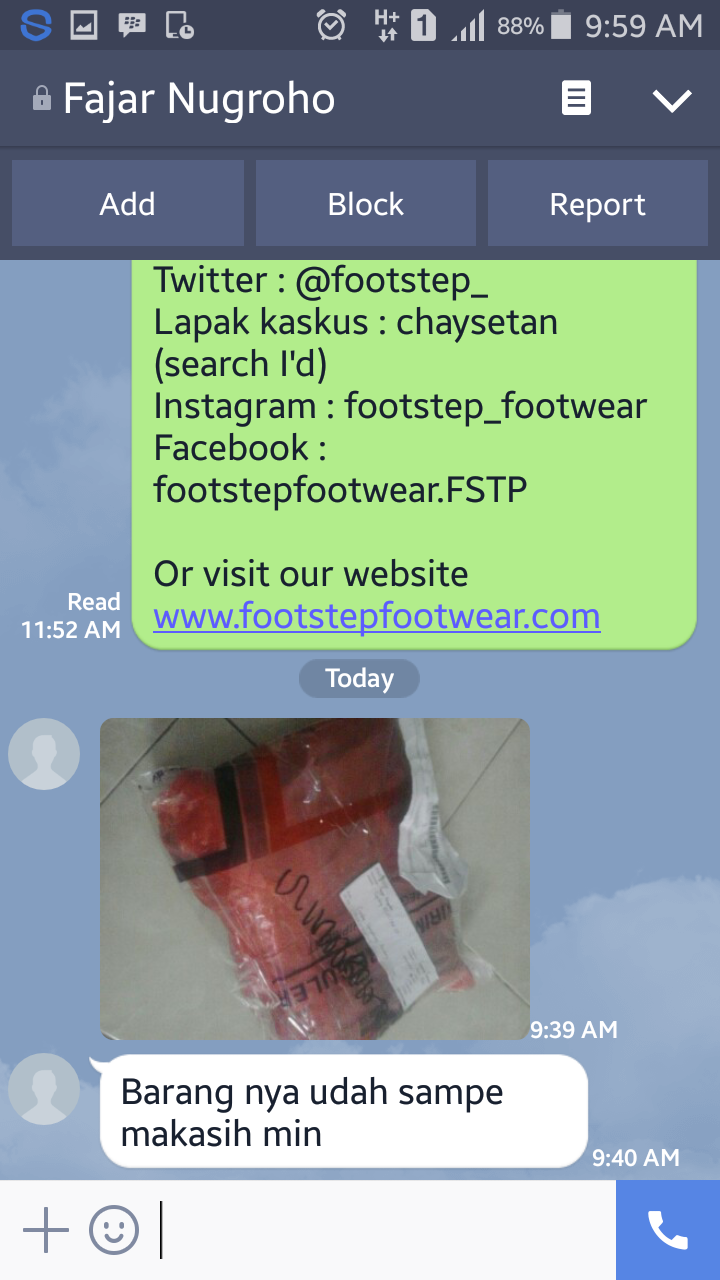 88% 9:59 AM
Fajar Nugroho
Add Block Report
Twitter : @footstep_
Lapak kaskus : chaysetan
(search I'd)
Instagram : footstep_footwear
Facebook :
footstepfootwear.FSTP
Or visit our website
www.footstepfootwear.com
Read
11:52 AM
Today
9:39 AM
Barang nya udah sampe
makasih min
9:40 AM